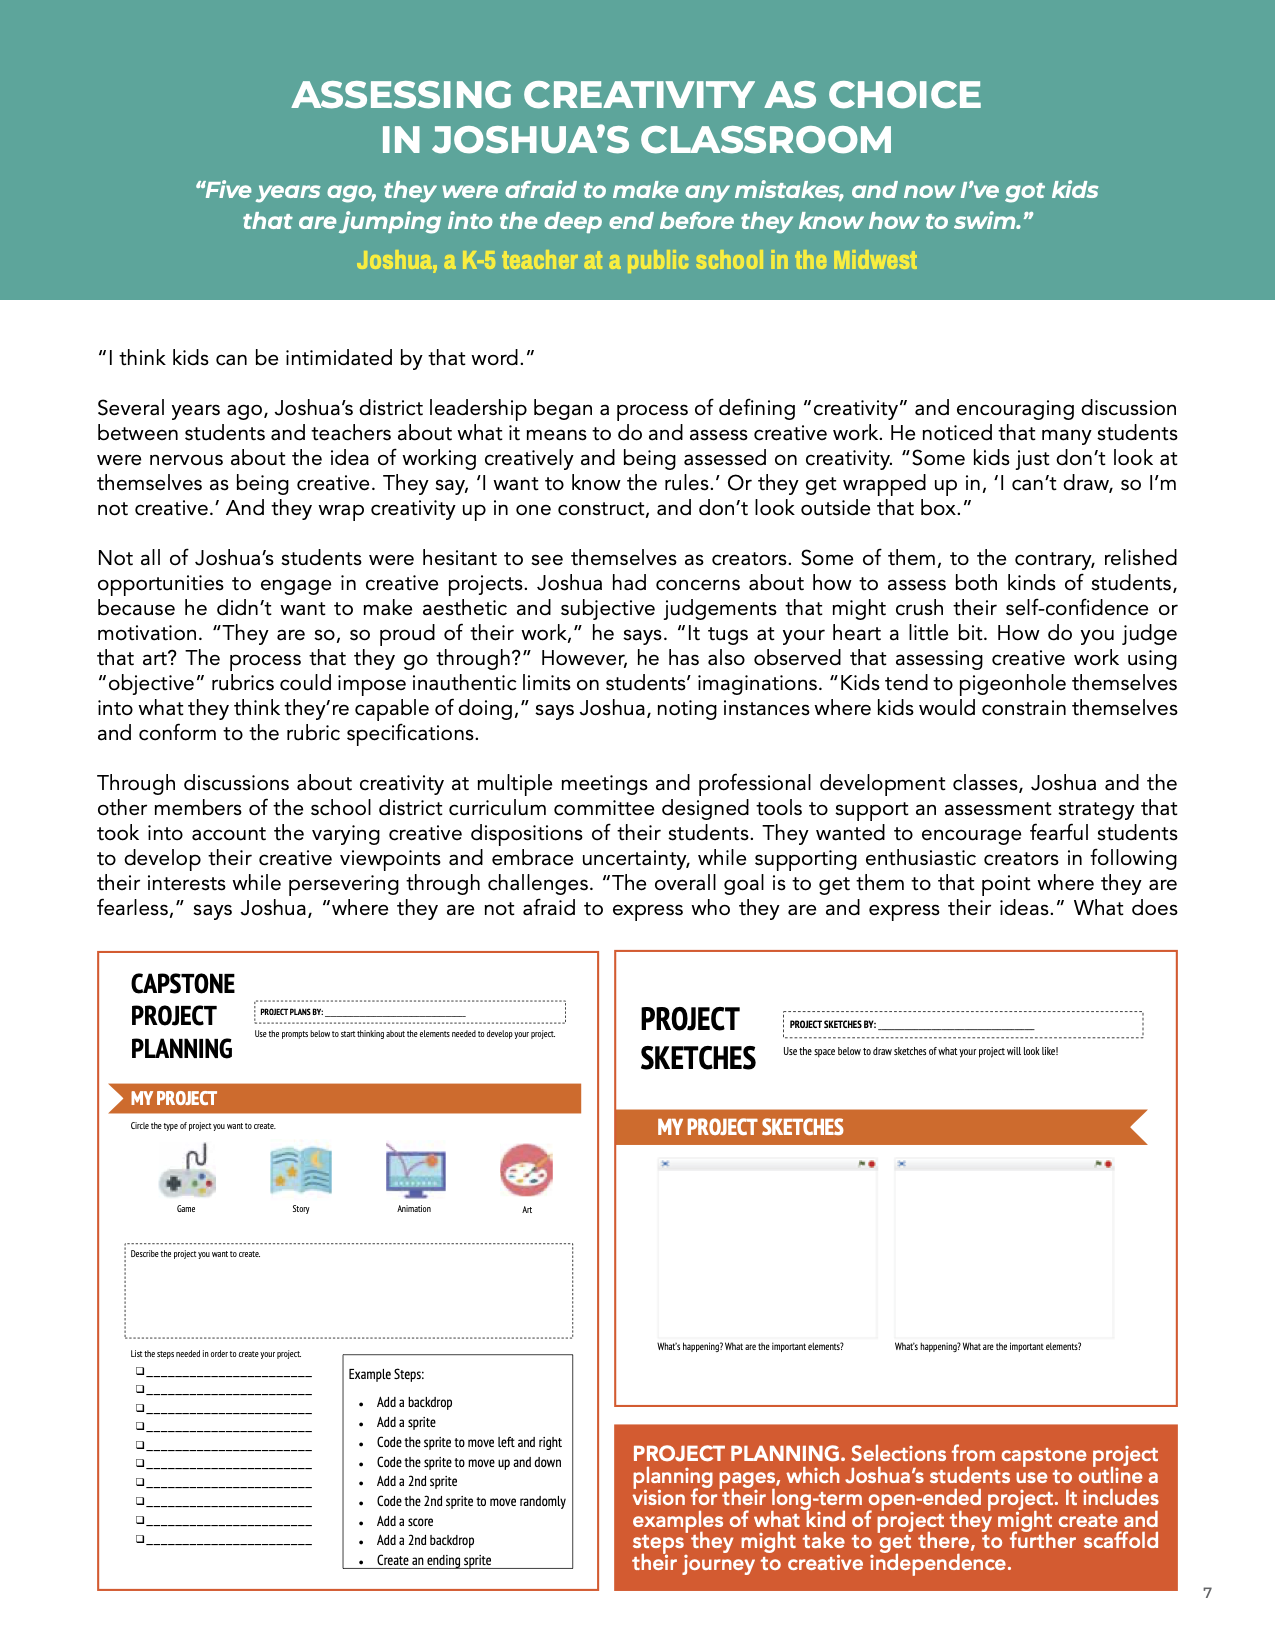 ASSESSING CREATIVITY AS CHOICE
IN JOSHUA’S CLASSROOM
“Five years ago, they were afraid to make any mistakes, and now I’ve got kids
that are jumping into the deep end before they know how to swim.”
Joshua, a K-5 teacher at a public school in the Midwest
“I think kids can be intimidated by that word.”
Several years ago, Joshua’s district leadership began a process of defining “creativity” and encouraging discussion
between students and teachers about what it means to do and assess creative work. He noticed that many students
were nervous about the idea of working creatively and being assessed on creativity. “Some kids just don’t look at
themselves as being creative. They say, ‘I want to know the rules.’ Or they get wrapped up in, ‘I can’t draw, so I’m
not creative.’ And they wrap creativity up in one construct, and don’t look outside that box.”
Not all of Joshua’s students were hesitant to see themselves as creators. Some of them, to the contrary, relished
opportunities to engage in creative projects. Joshua had concerns about how to assess both kinds of students,
because he didn’t want to make aesthetic and subjective judgements that might crush their self-confidence or
motivation. “They are so, so proud of their work,” he says. “It tugs at your heart a little bit. How do you judge
that art? The process that they go through?” However, he has also observed that assessing creative work using
“objective” rubrics could impose inauthentic limits on students’ imaginations. “Kids tend to pigeonhole themselves
into what they think they’re capable of doing,” says Joshua, noting instances where kids would constrain themselves
and conform to the rubric specifications.
Through discussions about creativity at multiple meetings and professional development classes, Joshua and the
other members of the school district curriculum committee designed tools to support an assessment strategy that
took into account the varying creative dispositions of their students. They wanted to encourage fearful students
to develop their creative viewpoints and embrace uncertainty, while supporting enthusiastic creators in following
their interests while persevering through challenges. “The overall goal is to get them to that point where they are
fearless,” says Joshua, “where they are not afraid to express who they are and express their ideas.” What does
CAPSTONE
PROJECT
PLANNING
PROJECT PLANS BY: ______________________________
Use the prompts below to start thinking about the elements needed to develop your project.
MY PROJECT
Circle the type of project you want to create.
Game
Story
Animation
Art
Describe the project you want to create.
List the steps needed in order to create your project.
Example Steps:
• Add a backdrop
• Add a sprite
• Code the sprite to move left and right
• Code the sprite to move up and down
• Add a 2nd sprite
• Code the 2nd sprite to move randomly
• Add a score
• Add a 2nd backdrop
• Create an ending sprite
PROJECT
SKETCHES
PROJECT SKETCHES BY: ______________________________
Use the space below to draw sketches of what your project will look like!
MY PROJECT SKETCHES
What’s happening? What are the important elements?
What’s happening? What are the important elements?
PROJECT PLANNING. Selections from capstone project
planning pages, which Joshua’s students use to outline a
vision for their long-term open-ended project. It includes
examples of what kind of project they might create and
steps they might take to get there, to further scaffold
their journey to creative independence.
7